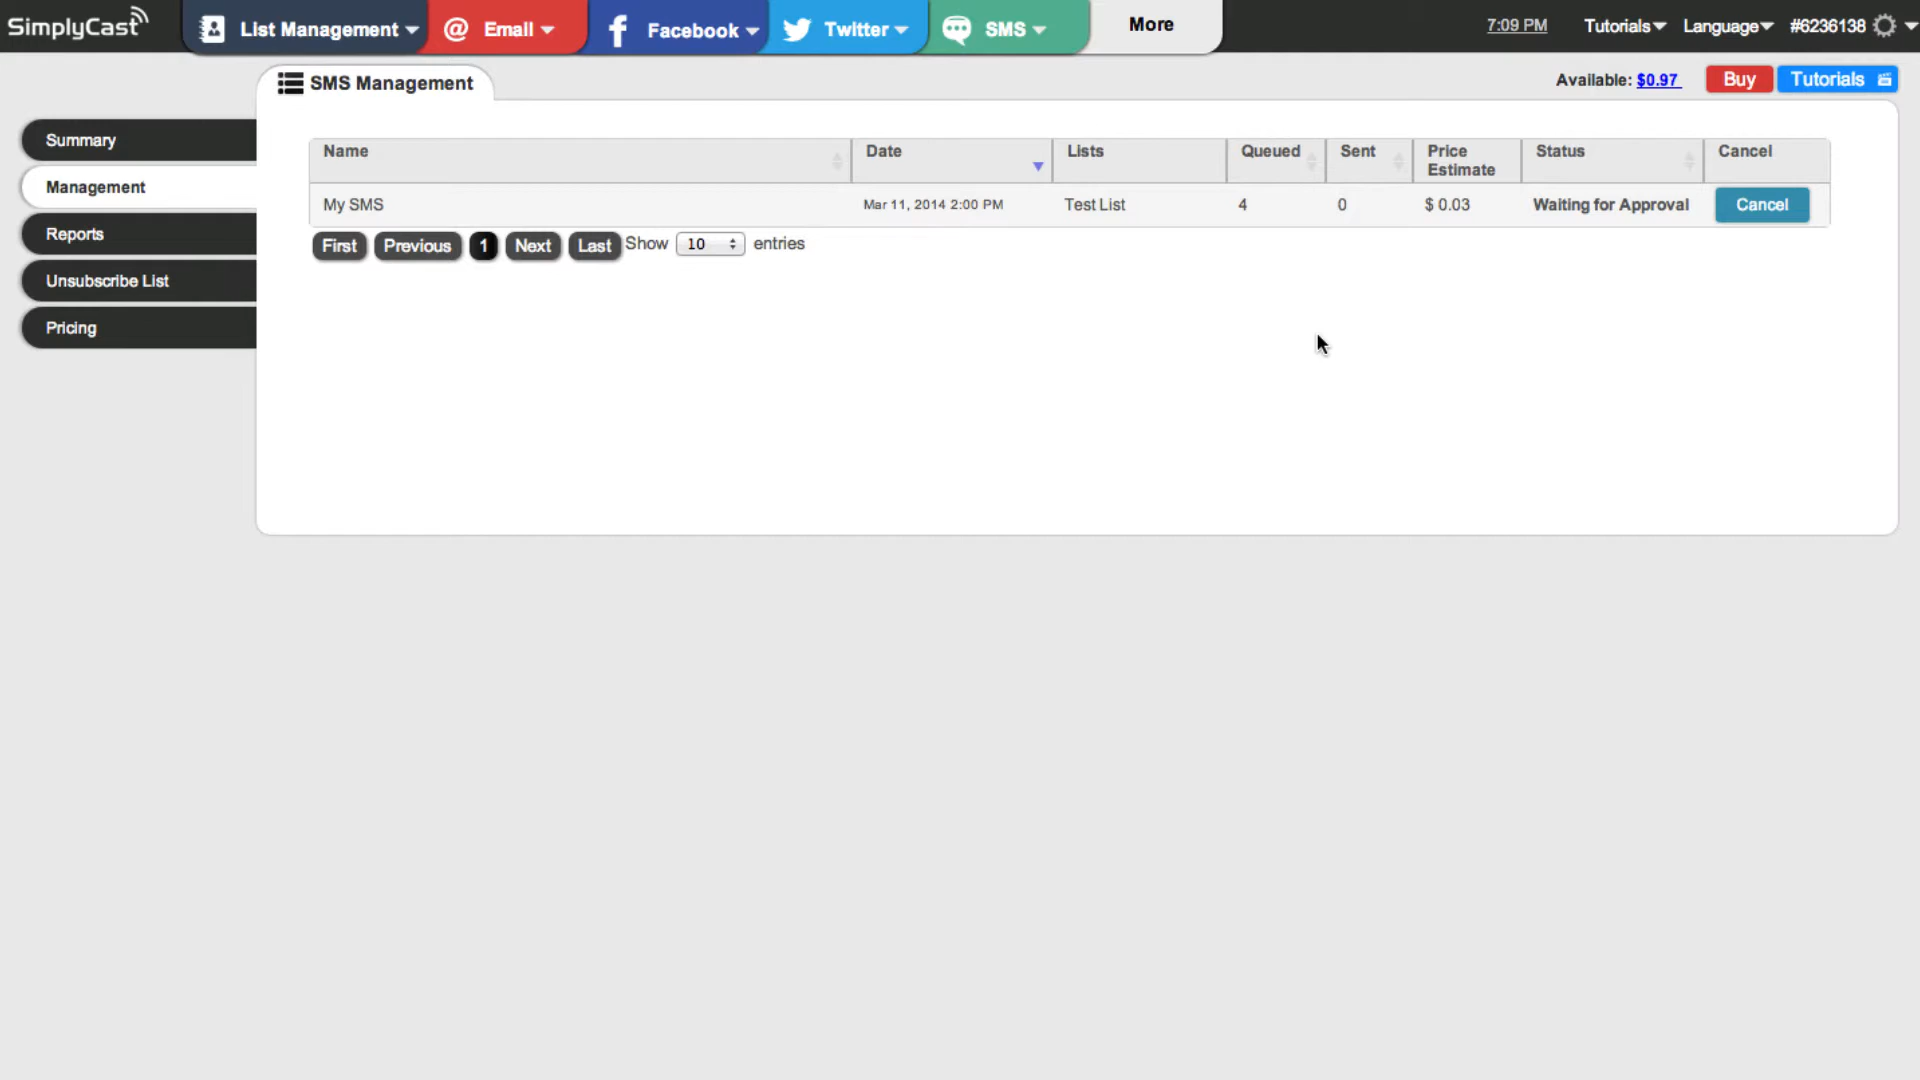 SimplyCast
List Management
@ Email
Facebook
Twitter
SMS
More
7:09 PM
Tutorials
Language
#6236138
SMS Management
Available: $0.97
Buy
Tutorials
Summary
Management
Reports
Unsubscribe List
Pricing
Name Date Lists Queued Sent Price Estimate Status Cancel
My SMS Mar 11, 2014 2:00 PM Test List 4 0 $ 0.03 Waiting for Approval Cancel
First Previous 1 Next Last Show 10 entries